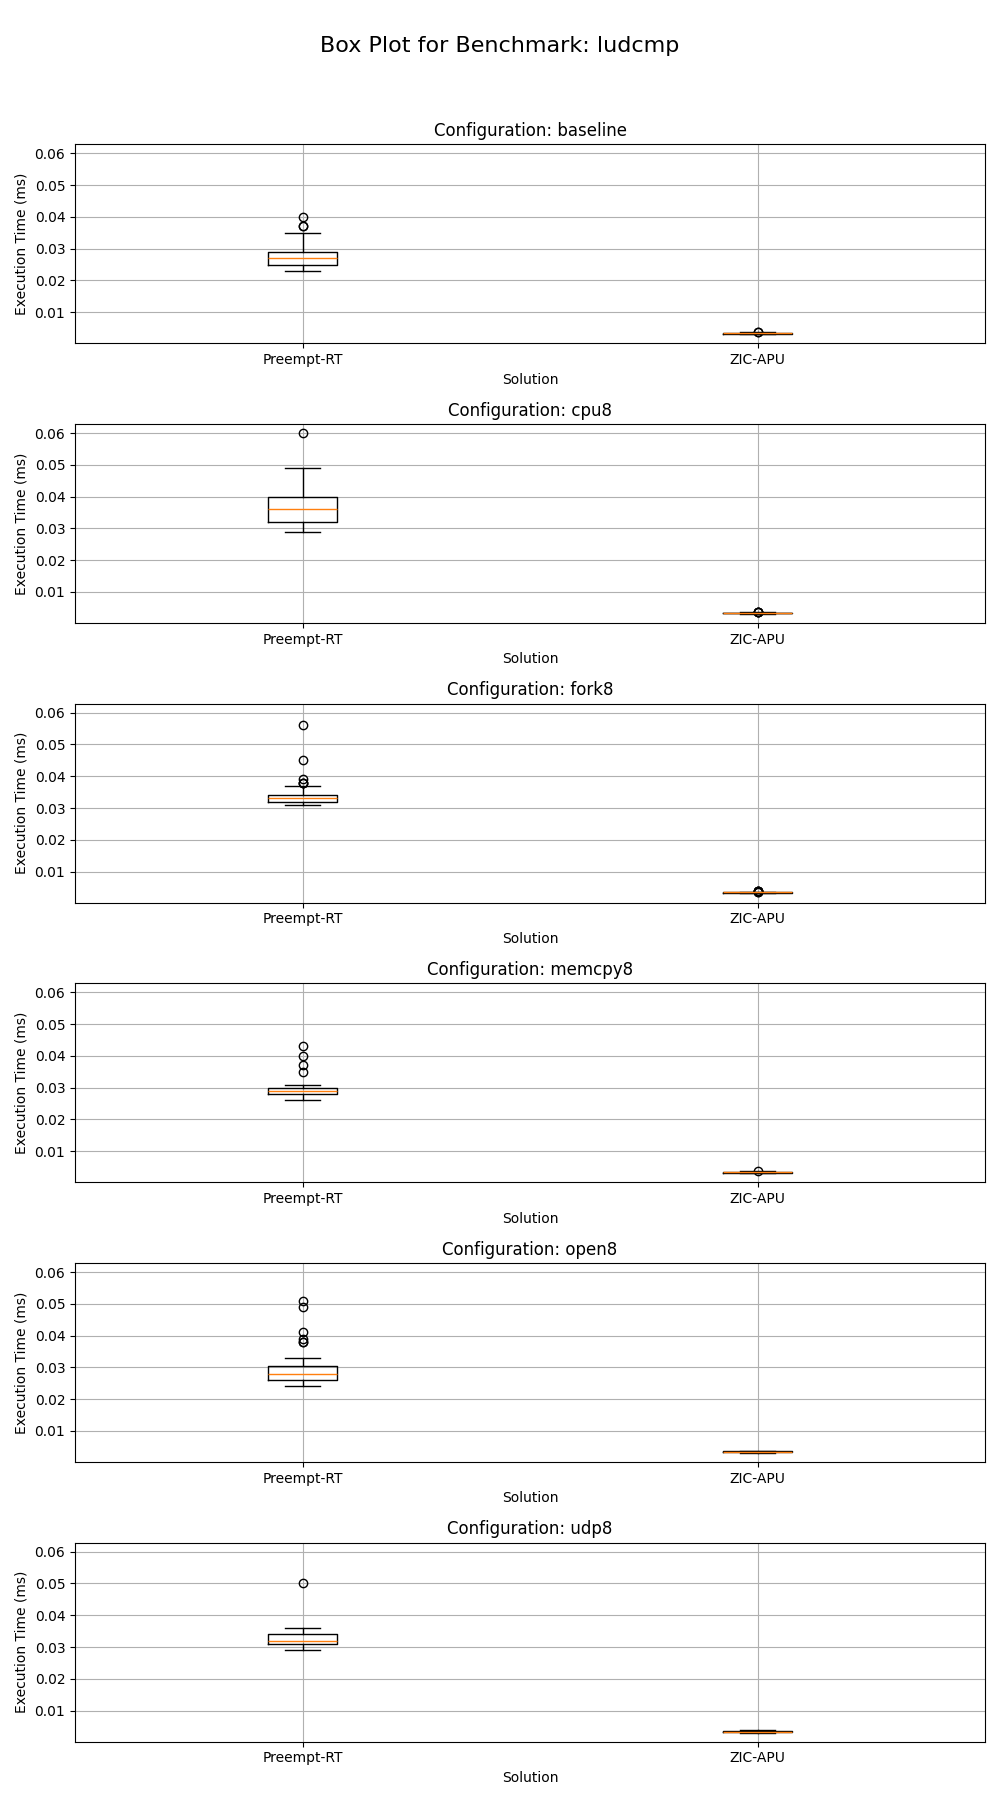 Box Plot for Benchmark: ludcmp
Configuration: baseline
0.06
0.05
0.04
0.03
0.02
0.01
Execution Time (ms)
Preempt-RT ZIC-APU
Solution
Configuration: cpu8
0.06
0.05
0.04
0.03
0.02
0.01
Execution Time (ms)
Preempt-RT ZIC-APU
Solution
Configuration: fork8
0.06
0.05
0.04
0.03
0.02
0.01
Execution Time (ms)
Preempt-RT ZIC-APU
Solution
Configuration: memcpy8
0.06
0.05
0.04
0.03
0.02
0.01
Execution Time (ms)
Preempt-RT ZIC-APU
Solution
Configuration: open8
0.06
0.05
0.04
0.03
0.02
0.01
Execution Time (ms)
Preempt-RT ZIC-APU
Solution
Configuration: udp8
0.06
0.05
0.04
0.03
0.02
0.01
Execution Time (ms)
Preempt-RT ZIC-APU
Solution